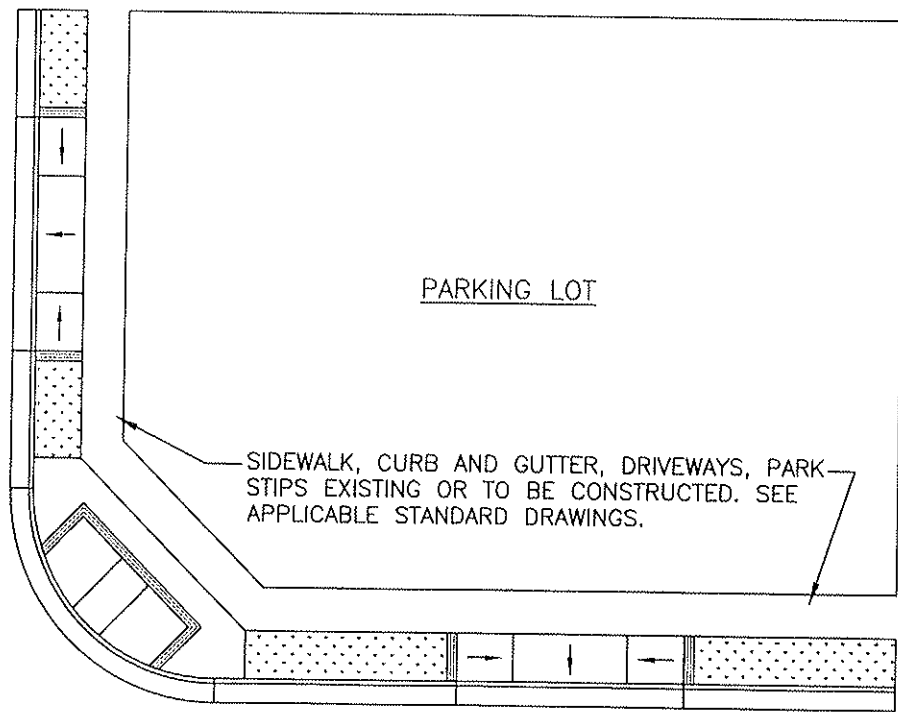 PARKING LOT
SIDEWALK, CURB AND GUTTER, DRIVEWAYS, PARK
STIPS EXISTING OR TO BE CONSTRUCTED. SEE
APPLICABLE STANDARD DRAWINGS.